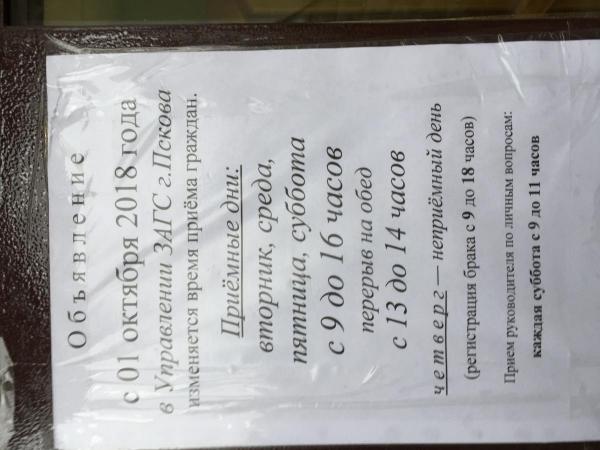 Объявление
с 01 октября 2018 года
в Управлении ЗАГС г.Пскова
изменяется время приёма граждан.
Приёмные дни:
вторник, среда,
пятница, суббота
с 9 до 16 часов
перерыв на обед
с 13 до 14 часов
четверг — неприёмный день
(регистрация брака с 9 до 18 часов)
Прием руководителя по личным вопросам:
каждая суббота с 9 до 11 часов